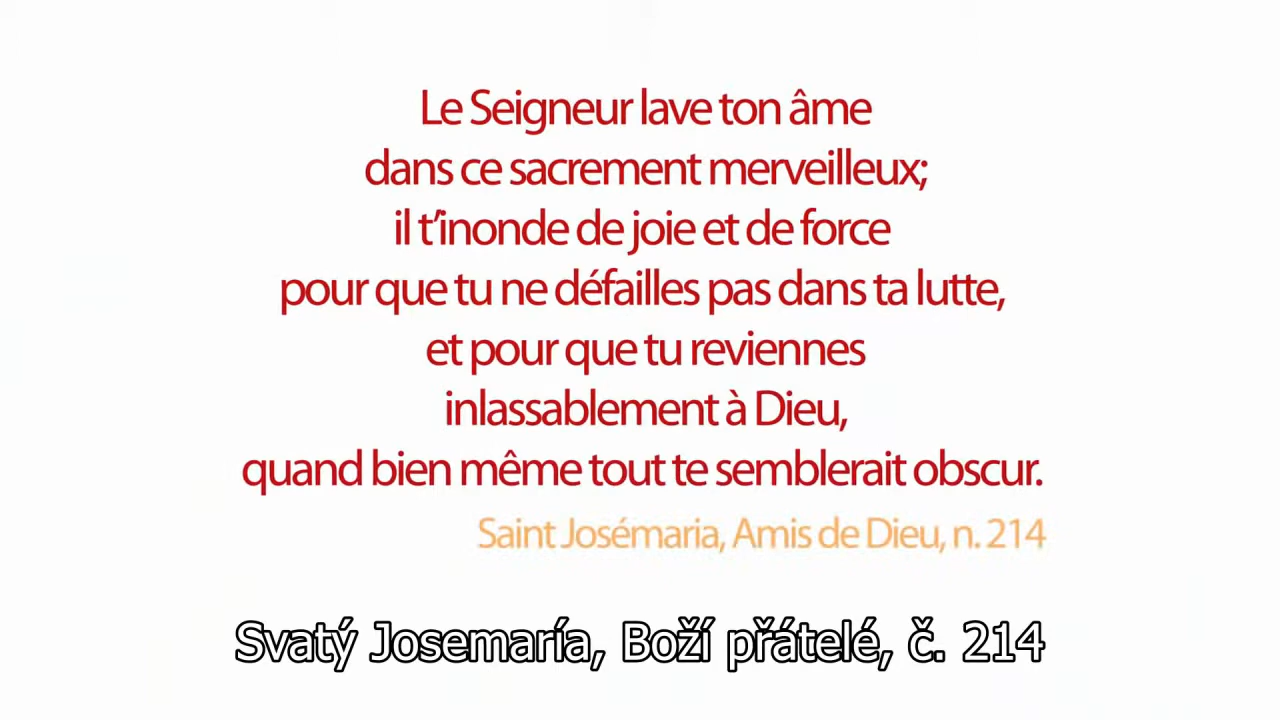 Le Seigneur lave ton âme
dans ce sacrement merveilleux;
il t’inonde de joie et de force
pour que tu ne défailles pas dans ta lutte,
et pour que tu reviennes
inlassablement à Dieu,
quand bien même tout te semblerait obscur.
Saint Josémaria, Amis de Dieu, n. 214
Svatý Josemaría, Boží přátelé, č. 214